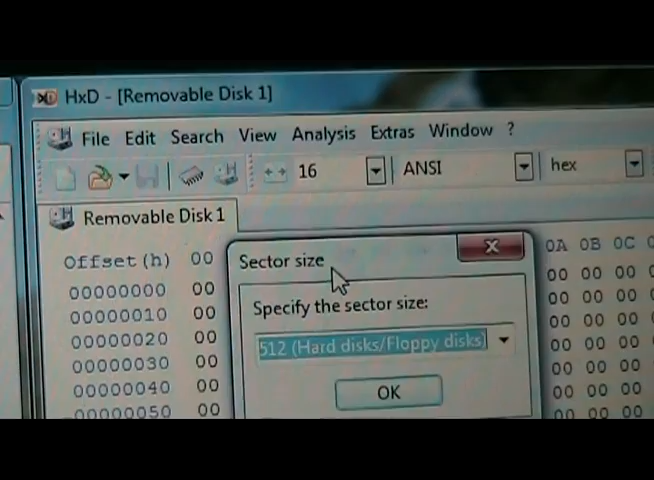 HxD - [Removable Disk 1]
File Edit Search View Analysis Extras Window ?
16 ANSI hex
Removable Disk 1
Offset(h) 00 0A 0B 0C
Sector size
00000000 00 00 00 00
Specify the sector size:
00000010 00 00 00 00
00000020 00 00 00 00
512 (Hard disks/Floppy disks)
00000030 00 00 00 00
00000040 00 00 00 00
OK
00000050 00 00 00 00